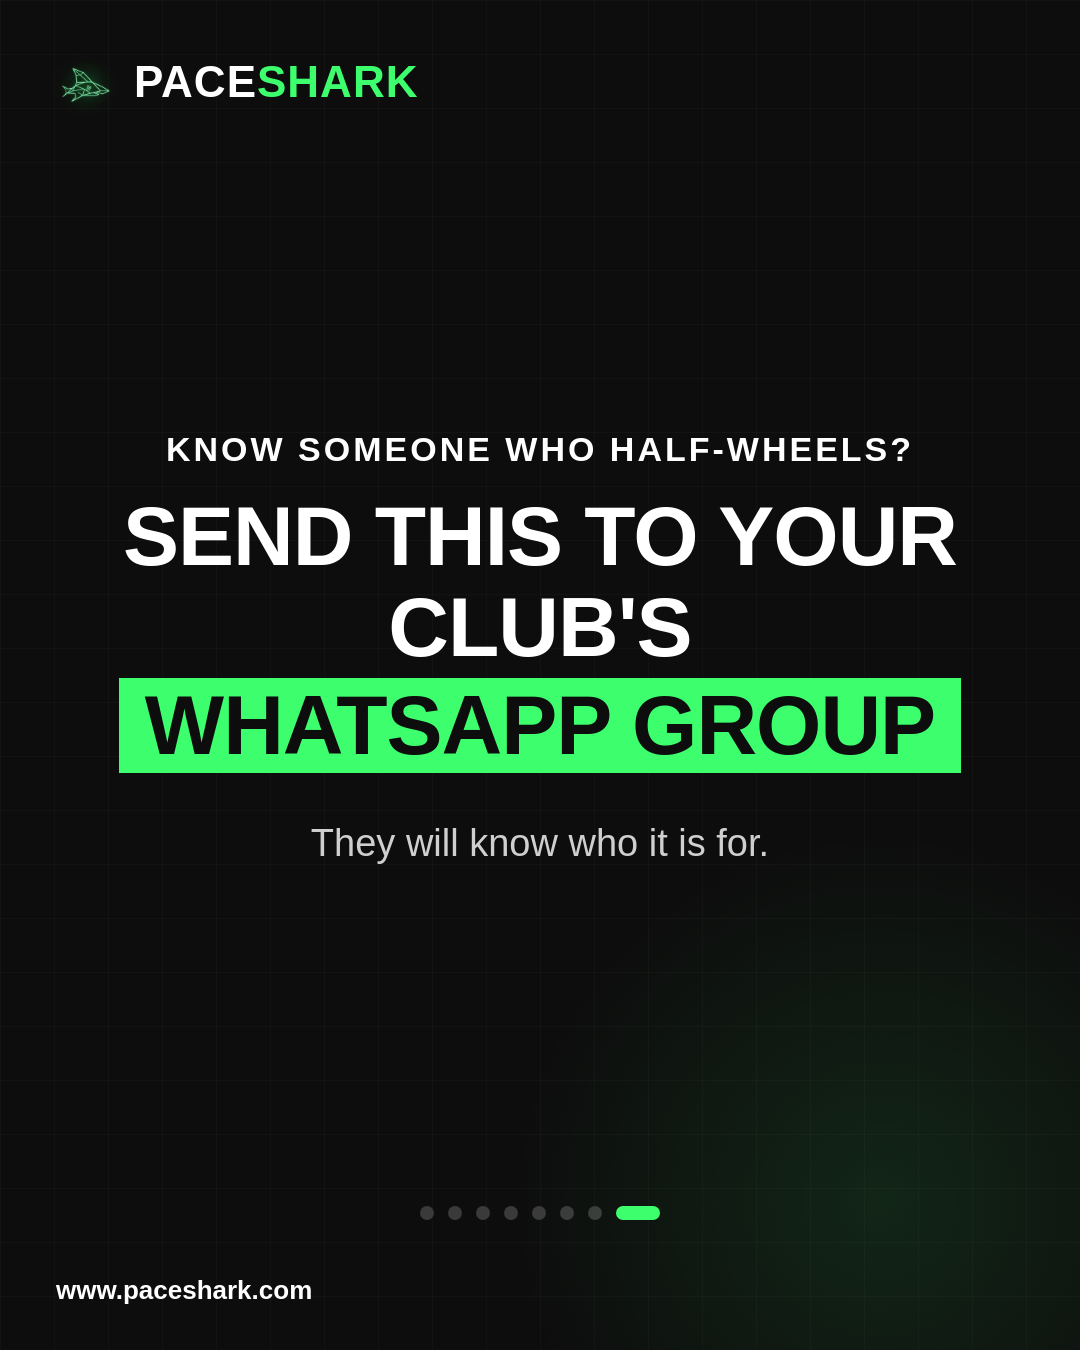 PACESHARK
KNOW SOMEONE WHO HALF-WHEELS?
SEND THIS TO YOUR
CLUB'S
WHATSAPP GROUP
They will know who it is for.
www.paceshark.com